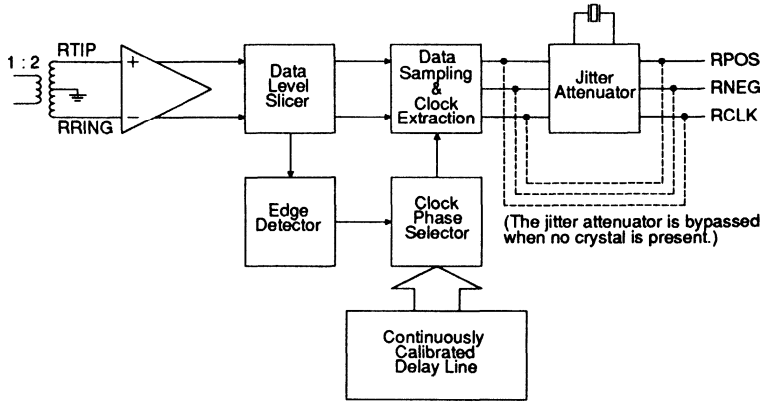 1 : 2
RTIP
RRING
+
−
Data
Level
Slicer
Data
Sampling
&
Clock
Extraction
Jitter
Attenuator
RPOS
RNEG
RCLK
Edge
Detector
Clock
Phase
Selector
(The jitter attenuator is bypassed
when no crystal is present.)
Continuously
Calibrated
Delay Line